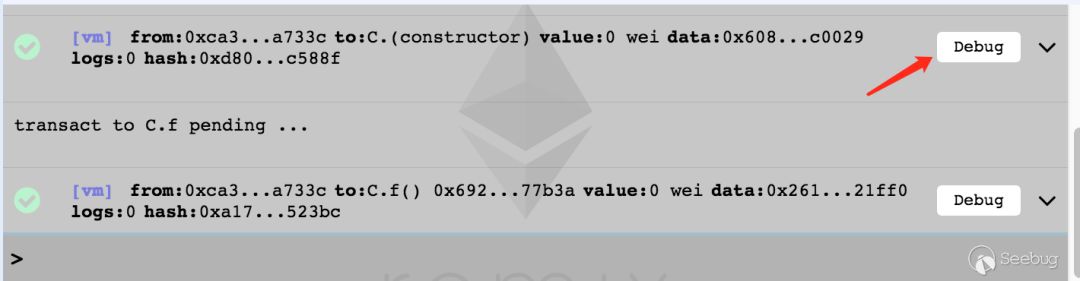 [vm] from:0xca3...a733c to:C.(constructor) value:0 wei data:0x608...c0029
logs:0 hash:0xd80...c588f
Debug
transact to C.f pending ...
[vm] from:0xca3...a733c to:C.f() 0x692...77b3a value:0 wei data:0x261...21ff0
logs:0 hash:0xa17...523bc
Debug
>
Seebug